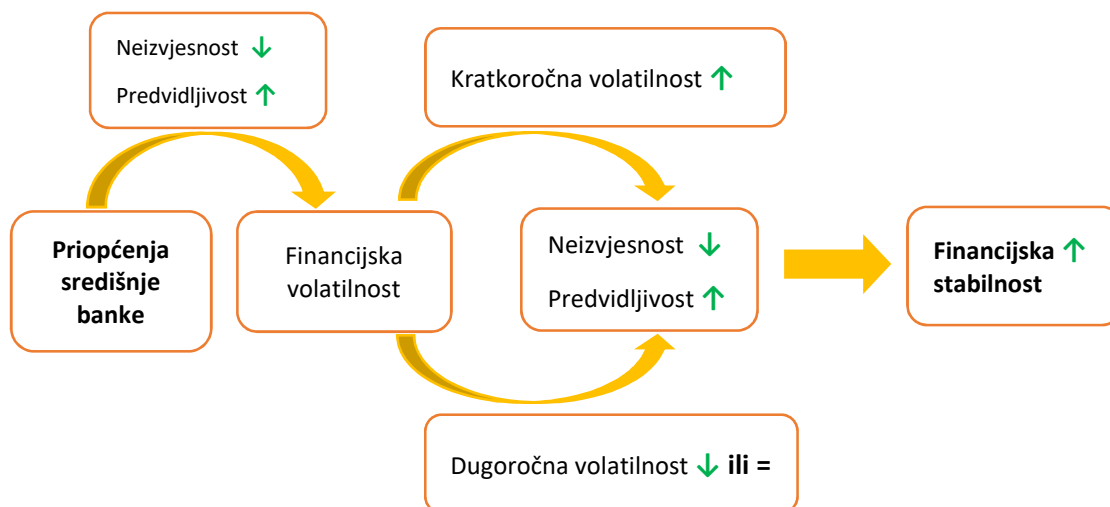 Neizvjesnost ↓
Predvidljivost ↑
Kratkoročna volatilnost ↑
Priopćenja
središnje
banke
Financijska
volatilnost
Neizvjesnost ↓
Predvidljivost ↑
Financijska ↑
stabilnost
Dugoročna volatilnost ↓ ili =